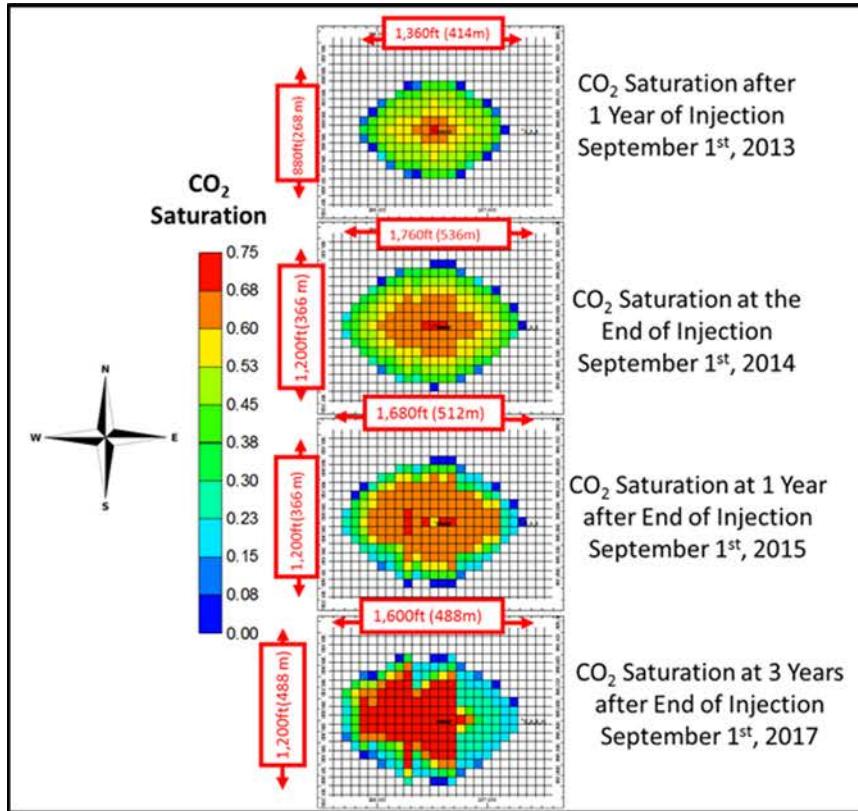 1,360ft (414m)
880ft(268 m)
CO₂ Saturation after
1 Year of Injection
September 1st, 2013
CO₂
Saturation
0.75
0.68
0.60
0.53
0.45
0.38
0.30
0.23
0.15
0.08
0.00
1,760ft (536m)
1,200ft(366 m)
CO₂ Saturation at the
End of Injection
September 1st, 2014
N
W
E
S
1,680ft (512m)
1,200ft(366 m)
CO₂ Saturation at 1 Year
after End of Injection
September 1st, 2015
1,600ft (488m)
1,200ft(488 m)
CO₂ Saturation at 3 Years
after End of Injection
September 1st, 2017